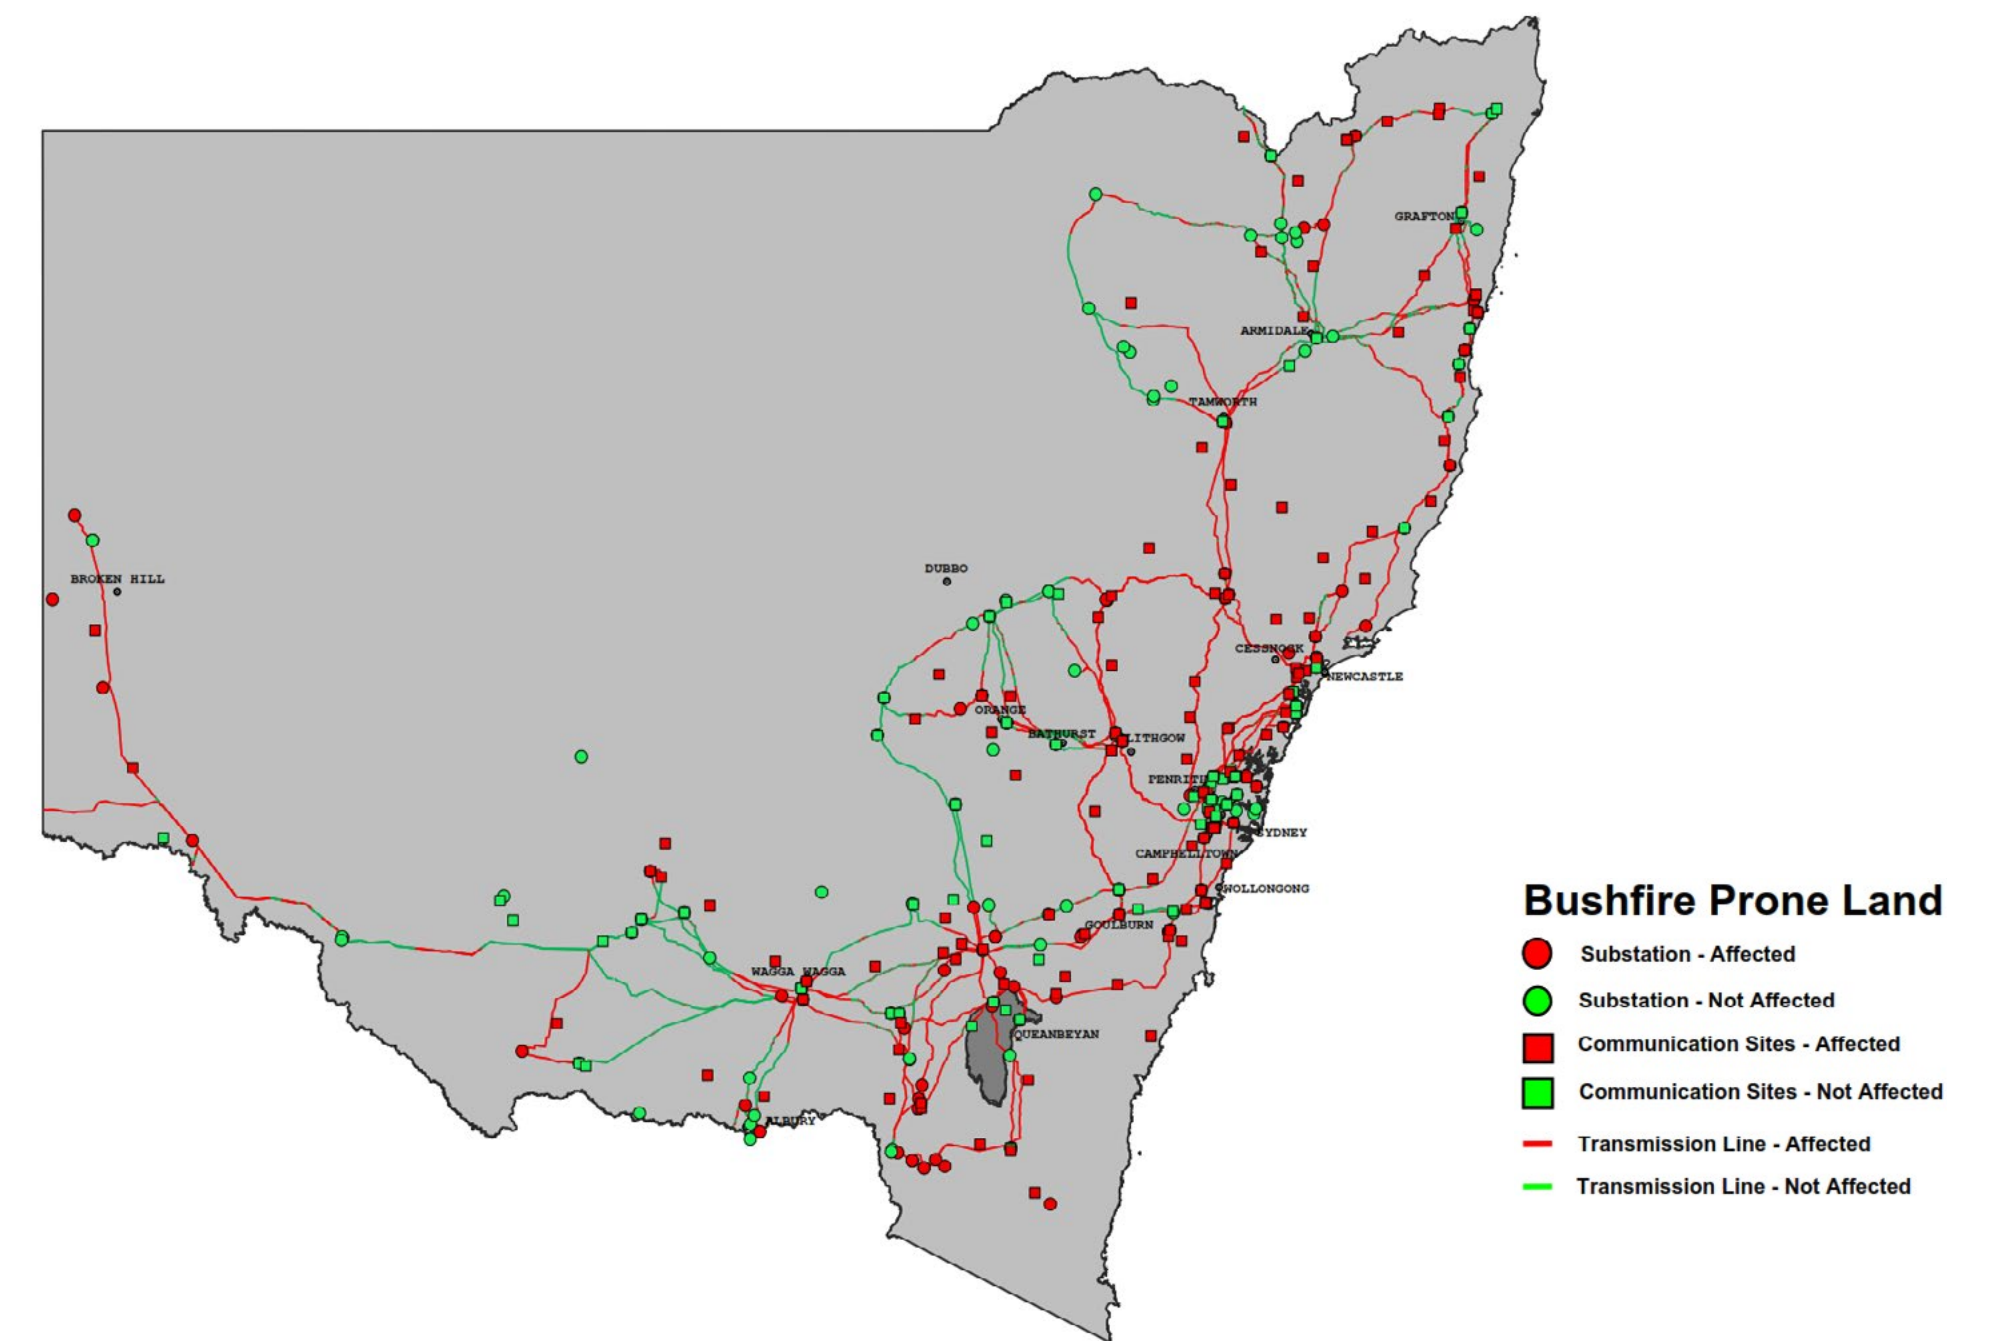 GRAFTON
ARMIDALE
TAMWORTH
DUBBO
BROKEN HILL
CESSNOCK
NEWCASTLE
ORANGE
BATHURST
LITHGOW
PENRITH
SYDNEY
CAMPBELLTOWN
WOLLONGONG
GOULBURN
WAGGA WAGGA
QUEANBEYAN
ALBURY
Bushfire Prone Land
Substation - Affected
Substation - Not Affected
Communication Sites - Affected
Communication Sites - Not Affected
Transmission Line - Affected
Transmission Line - Not Affected